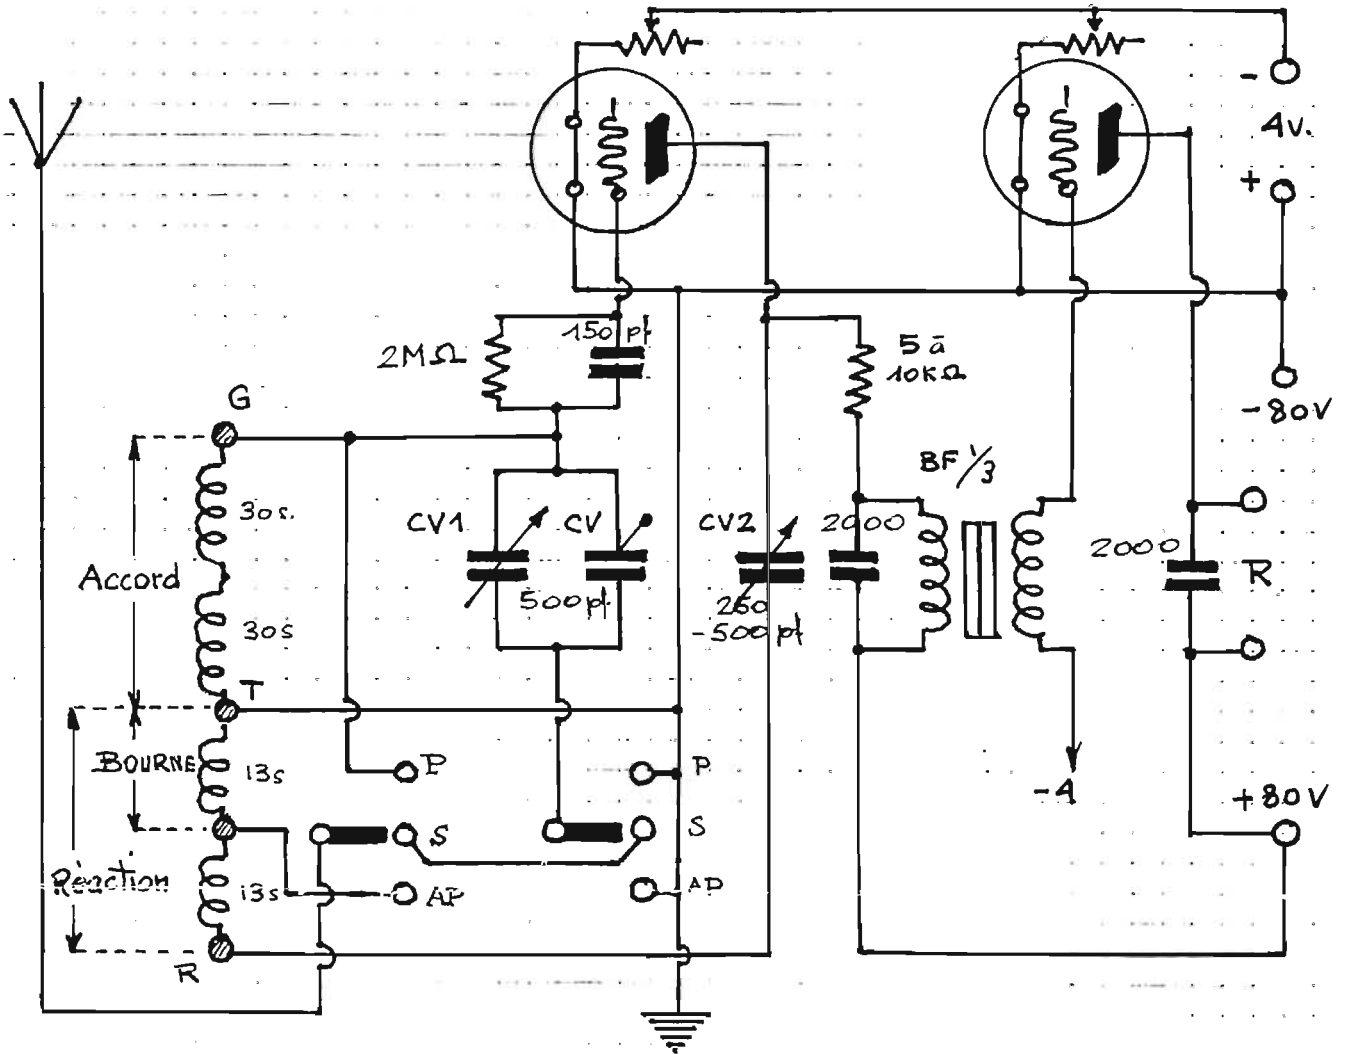 -
4V.
+
-80V
150 pf
2MΩ
5 à
10KΩ
G
BF 1/3
30s.
CV1
CV
CV2
2000
2000
R
Accord
500pf
250
-500pf
30s
T
BOURNE
13s
P
P
-4
+80V
S
S
Réaction
13s
AP
AP
R